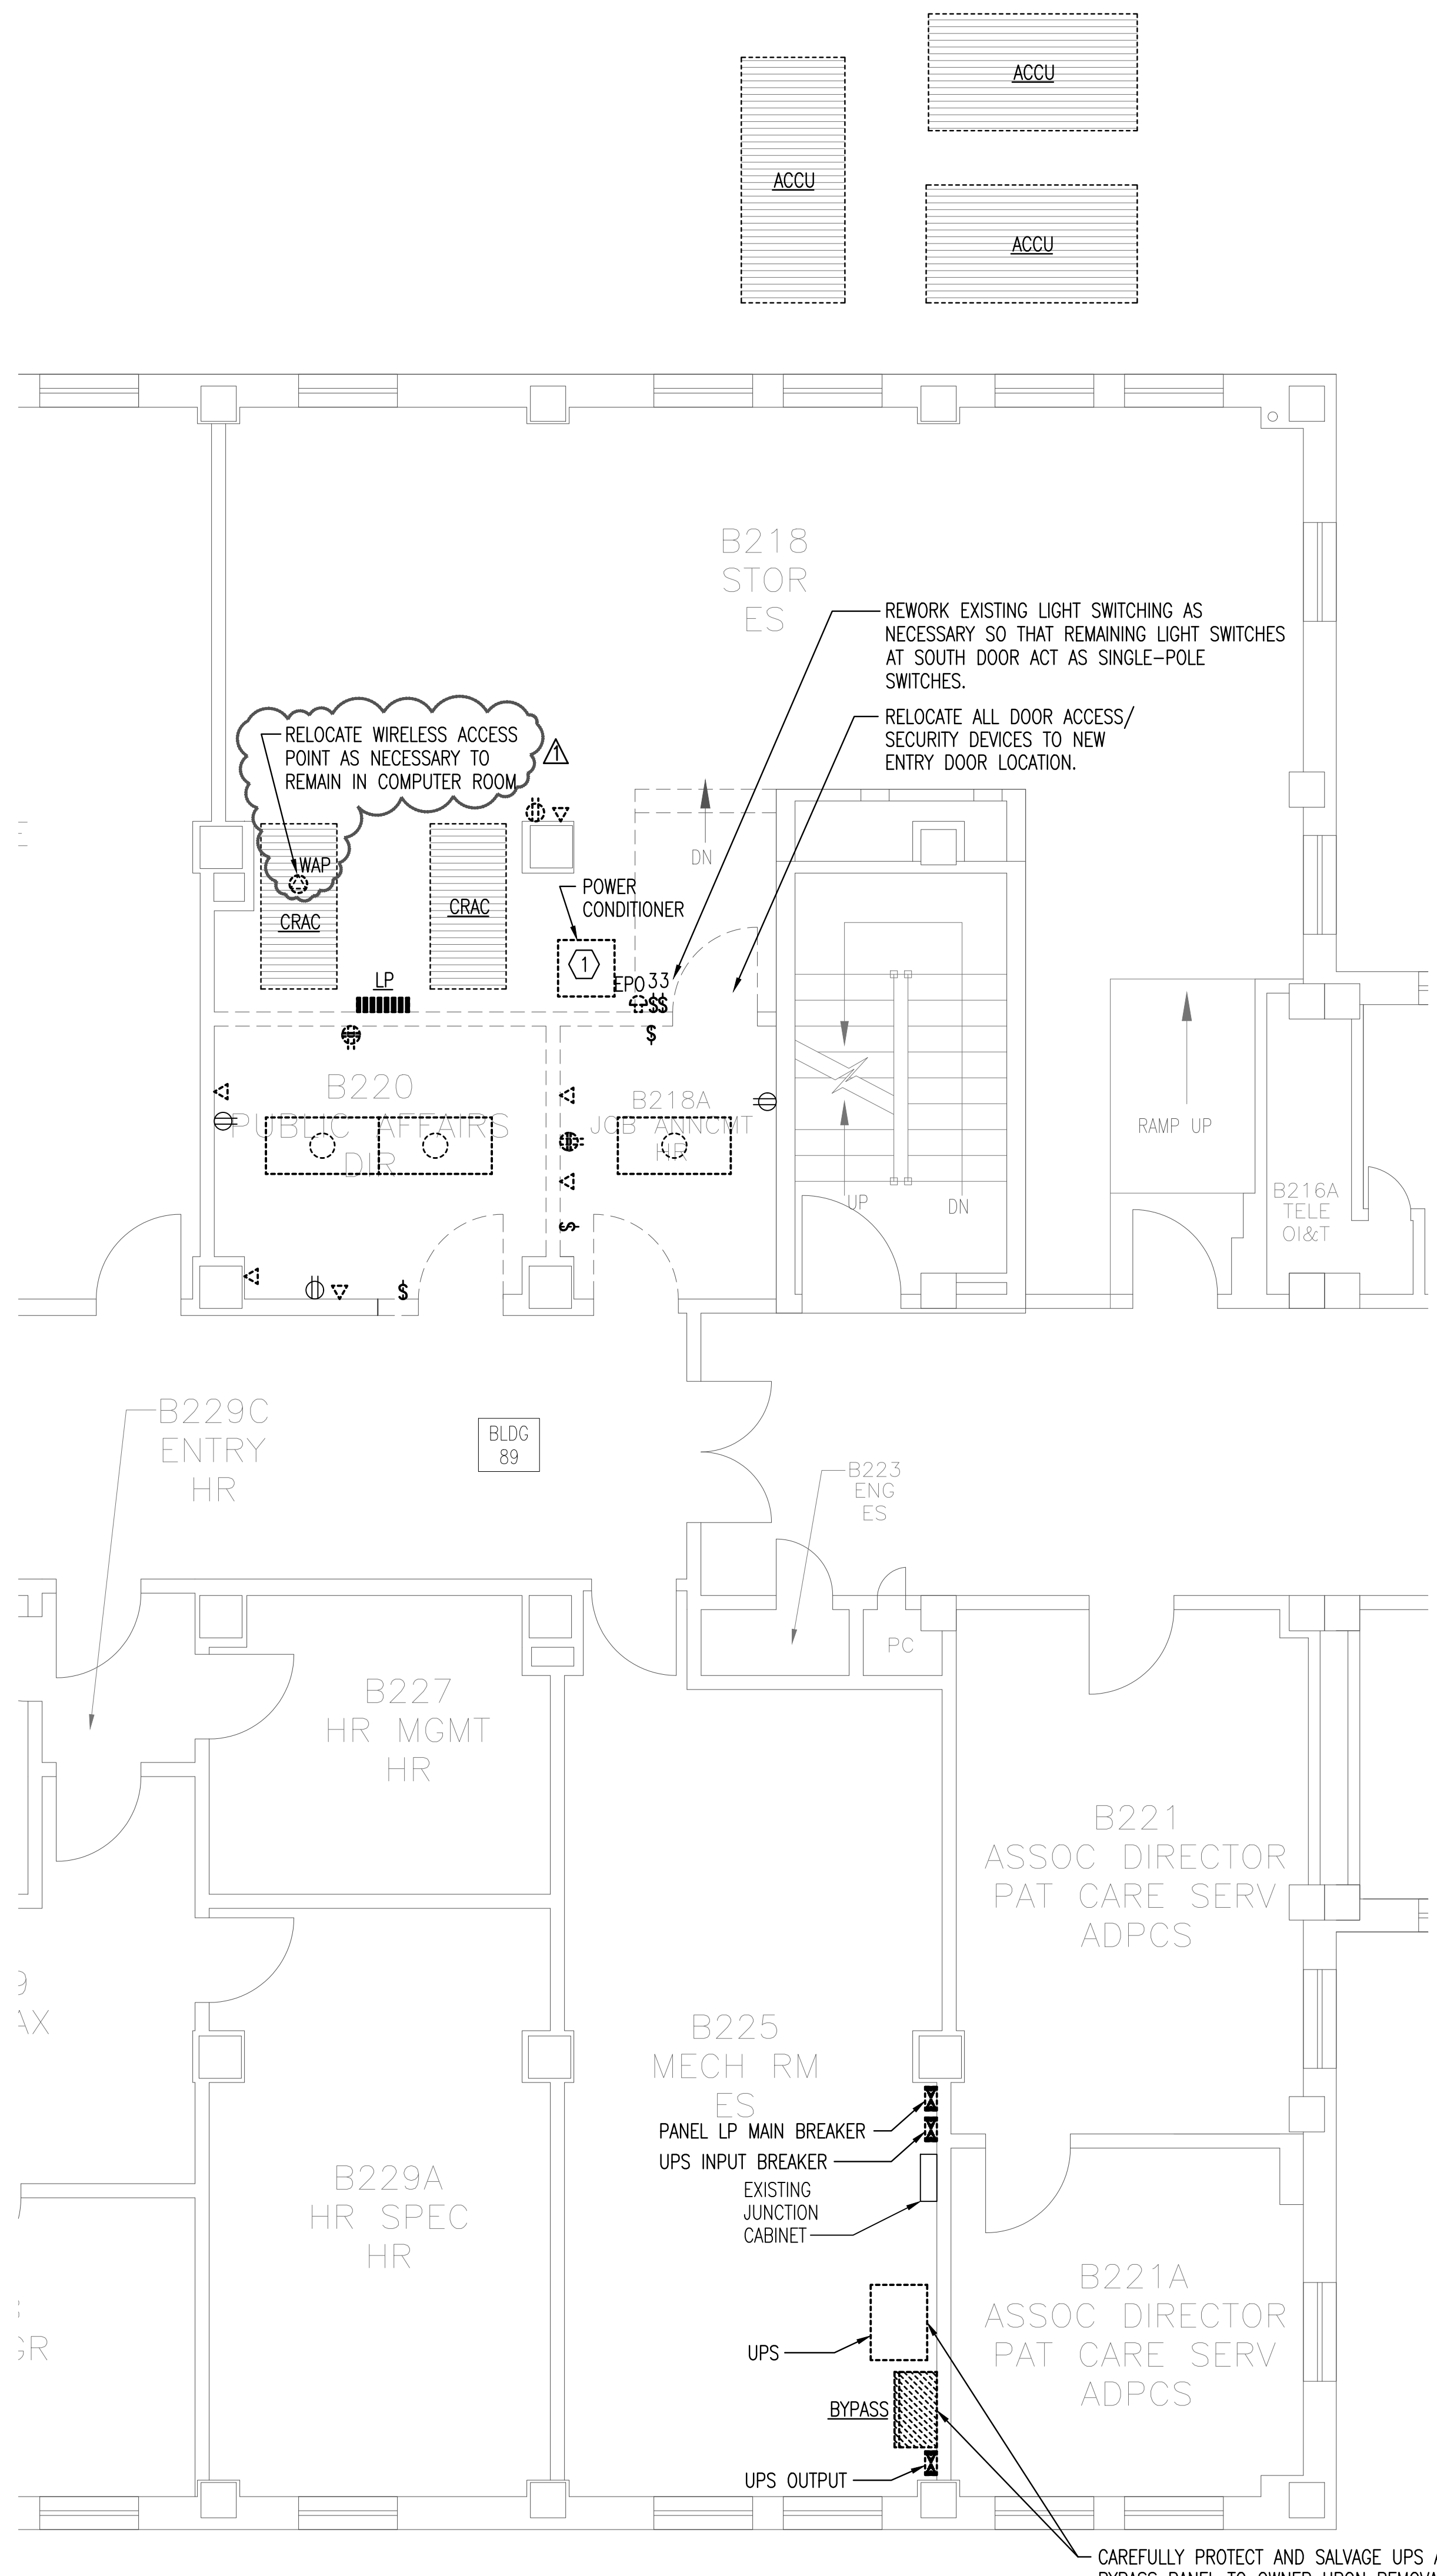 ACCU
ACCU
ACCU
B218
STOR
ES
REWORK EXISTING LIGHT SWITCHING AS
NECESSARY SO THAT REMAINING LIGHT SWITCHES
AT SOUTH DOOR ACT AS SINGLE-POLE
SWITCHES.
RELOCATE ALL DOOR ACCESS/
SECURITY DEVICES TO NEW
ENTRY DOOR LOCATION.
RELOCATE WIRELESS ACCESS
POINT AS NECESSARY TO
REMAIN IN COMPUTER ROOM
1
WAP
CRAC
CRAC
DN
POWER
CONDITIONER
1
LP
EPO
33
$$
$
B220
PUBLIC AFFAIRS
DIR
B218A
JOB ANNCMT
HR
$
$
UP
DN
RAMP UP
B216A
TELE
OI&T
B229C
ENTRY
HR
BLDG
89
B223
ENG
ES
PC
B227
HR MGMT
HR
B221
ASSOC DIRECTOR
PAT CARE SERV
ADPCS
9
AX
B225
MECH RM
ES
PANEL LP MAIN BREAKER
UPS INPUT BREAKER
EXISTING
JUNCTION
CABINET
B229A
HR SPEC
HR
B221A
ASSOC DIRECTOR
PAT CARE SERV
ADPCS
GR
UPS
BYPASS
UPS OUTPUT
CAREFULLY PROTECT AND SALVAGE UPS